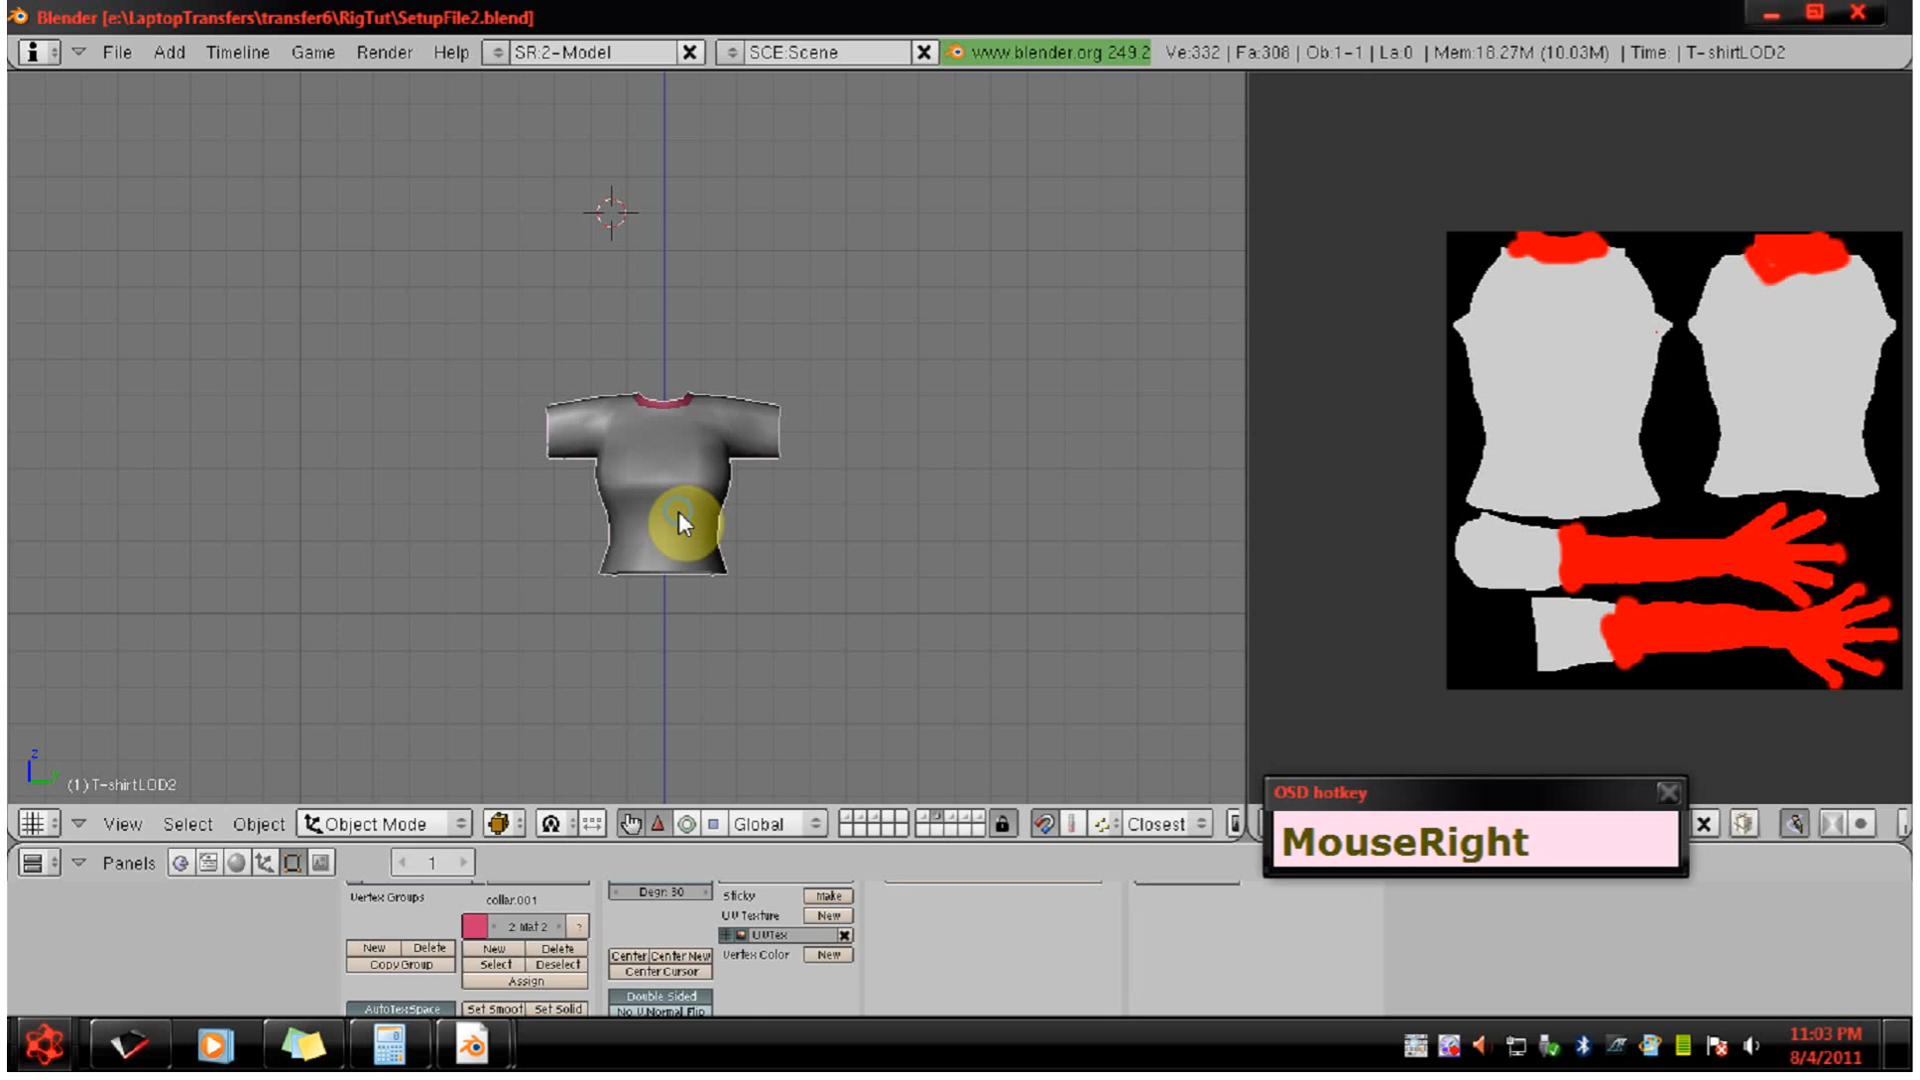 Blender [e:\LaptopTransfers\transfer6\RigTut\SetupFile2.blend]
File Add Timeline Game Render Help SR:2-Model SCE:Scene www.blender.org 249.2 Ve:332 | Fa:308 | Ob:1-1 | La:0 | Mem:18.27M (10.03M) | Time: | T-shirtLOD2
z
y
(1) T-shirtLOD2
OSD hotkey
MouseRight
View Select Object Object Mode Global Closest
Panels 1
Vertex Groups
collar.001
2 Mat 2 ?
New Delete
Copy Group
New Delete
Select Deselect
Assign
AutoTexSpace
Set Smoot Set Solid
Degr: 30
Center Center New
Center Cursor
Double Sided
No V.Normal Flip
Sticky Make
UV Texture New
UVTex
Vertex Color New
11:03 PM
8/4/2011